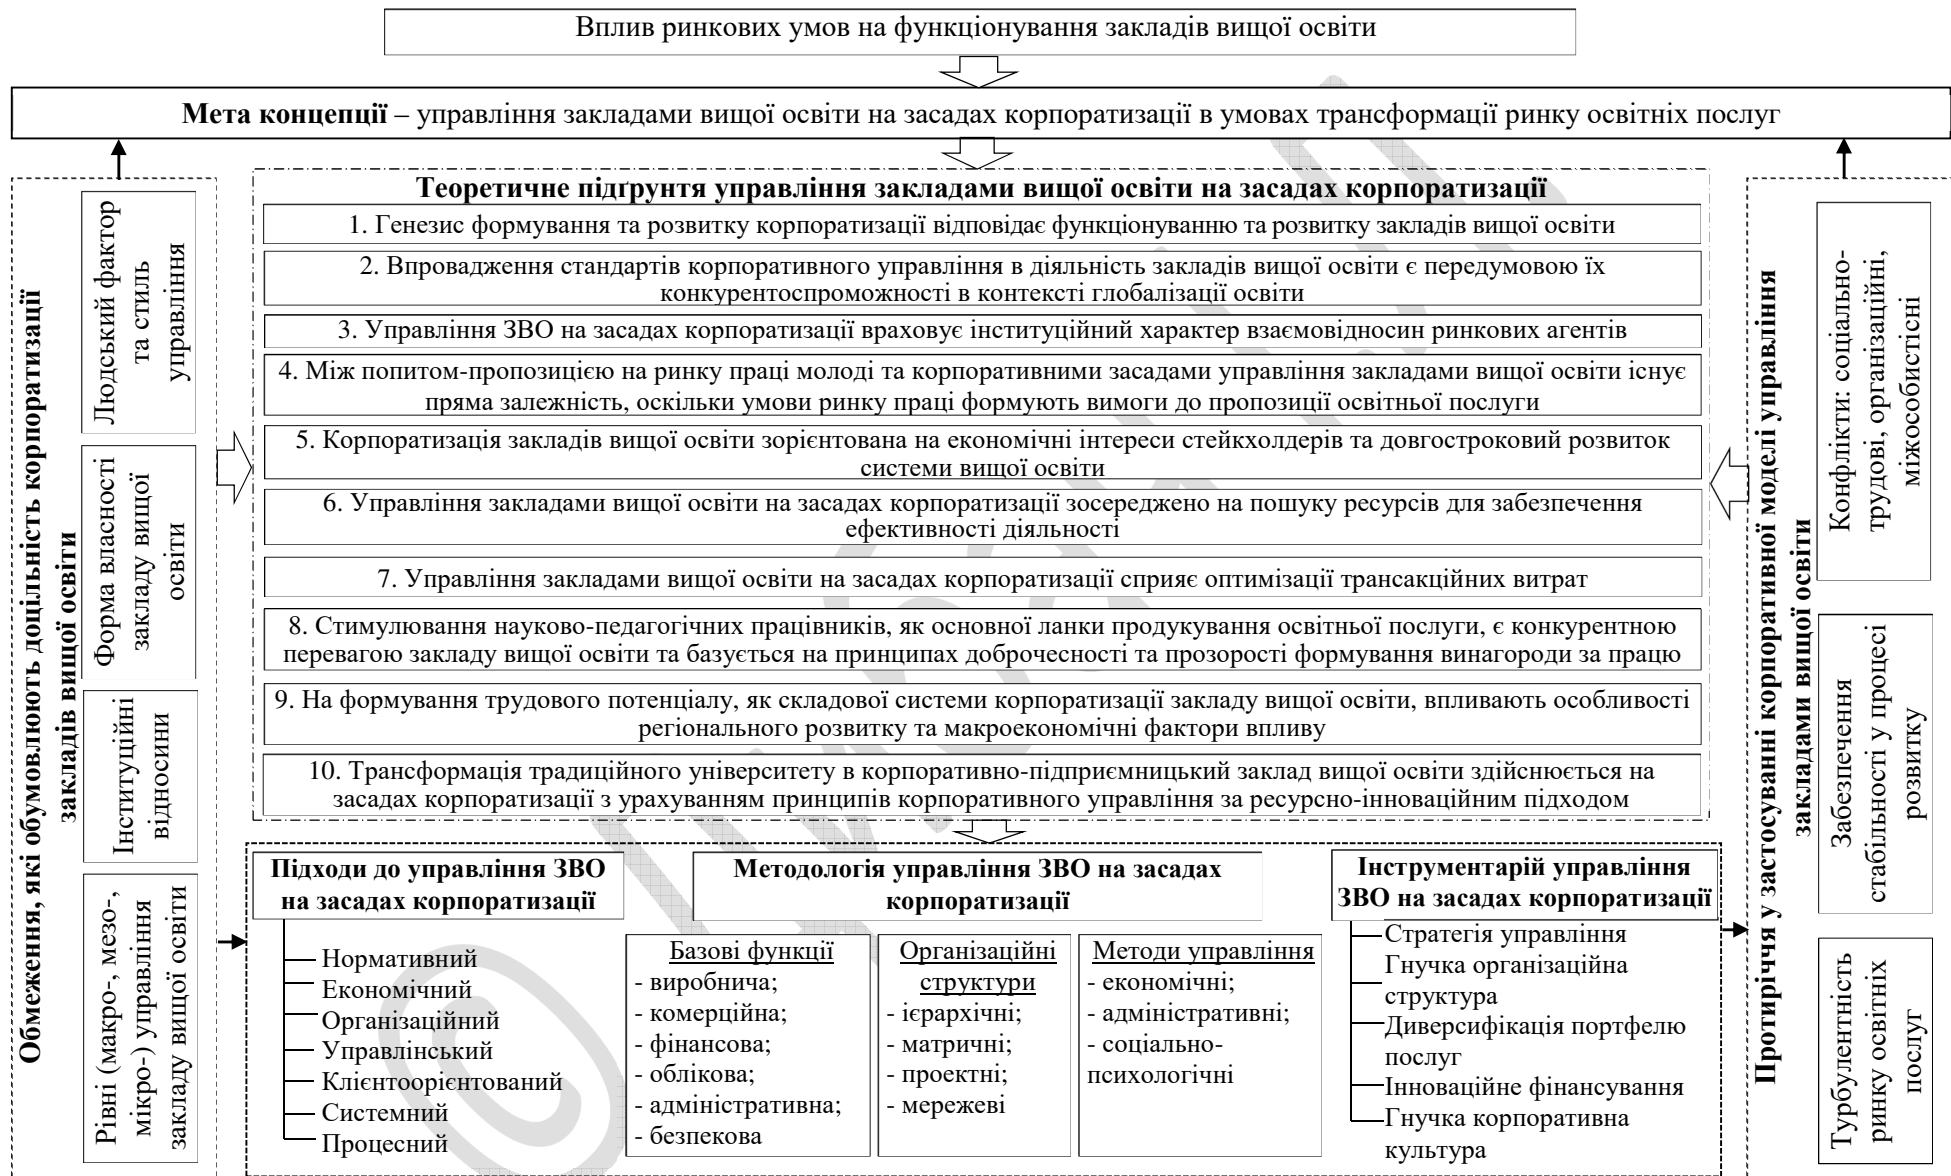 Вплив ринкових умов на функціонування закладів вищої освіти
Мета концепції – управління закладами вищої освіти на засадах корпоратизації в умовах трансформації ринку освітніх послуг
Обмеження, які обумовлюють доцільність корпоратизації
закладів вищої освіти
Людський фактор
та стиль
управління
Форма власності
закладу вищої
освіти
Інституційні
відносини
Рівні (макро-, мезо-,
мікро-) управління
закладу вищої освіти
Теоретичне підґрунтя управління закладами вищої освіти на засадах корпоратизації
1. Генезис формування та розвитку корпоратизації відповідає функціонуванню та розвитку закладів вищої освіти
2. Впровадження стандартів корпоративного управління в діяльність закладів вищої освіти є передумовою їх
конкурентоспроможності в контексті глобалізації освіти
3. Управління ЗВО на засадах корпоратизації враховує інституційний характер взаємовідносин ринкових агентів
4. Між попитом-пропозицією на ринку праці молоді та корпоративними засадами управління закладами вищої освіти існує
пряма залежність, оскільки умови ринку праці формують вимоги до пропозиції освітньої послуги
5. Корпоратизація закладів вищої освіти зорієнтована на економічні інтереси стейкхолдерів та довгостроковий розвиток
системи вищої освіти
6. Управління закладами вищої освіти на засадах корпоратизації зосереджено на пошуку ресурсів для забезпечення
ефективності діяльності
7. Управління закладами вищої освіти на засадах корпоратизації сприяє оптимізації трансакційних витрат
8. Стимулювання науково-педагогічних працівників, як основної ланки продукування освітньої послуги, є конкурентною
перевагою закладу вищої освіти та базується на принципах доброчесності та прозорості формування винагороди за працю
9. На формування трудового потенціалу, як складової системи корпоратизації закладу вищої освіти, впливають особливості
регіонального розвитку та макроекономічні фактори впливу
10. Трансформація традиційного університету в корпоративно-підприємницький заклад вищої освіти здійснюється на
засадах корпоратизації з урахуванням принципів корпоративного управління за ресурсно-інноваційним підходом
Підходи до управління ЗВО
на засадах корпоратизації
Нормативний
Економічний
Організаційний
Управлінський
Клієнтоорієнтований
Системний
Процесний
Методологія управління ЗВО на засадах
корпоратизації
Базові функції
- виробнича;
- комерційна;
- фінансова;
- облікова;
- адміністративна;
- безпекова
Організаційні
структури
- ієрархічні;
- матричні;
- проектні;
- мережеві
Методи управління
- економічні;
- адміністративні;
- соціально-
психологічні
Інструментарій управління
ЗВО на засадах корпоратизації
Стратегія управління
Гнучка організаційна
структура
Диверсифікація портфелю
послуг
Інноваційне фінансування
Гнучка корпоративна
культура
Протиріччя у застосуванні корпоративної моделі управління
закладами вищої освіти
Конфлікти: соціально-
трудові, організаційні,
міжособистісні
Забезпечення
стабільності у процесі
розвитку
Турбулентність
ринку освітніх
послуг